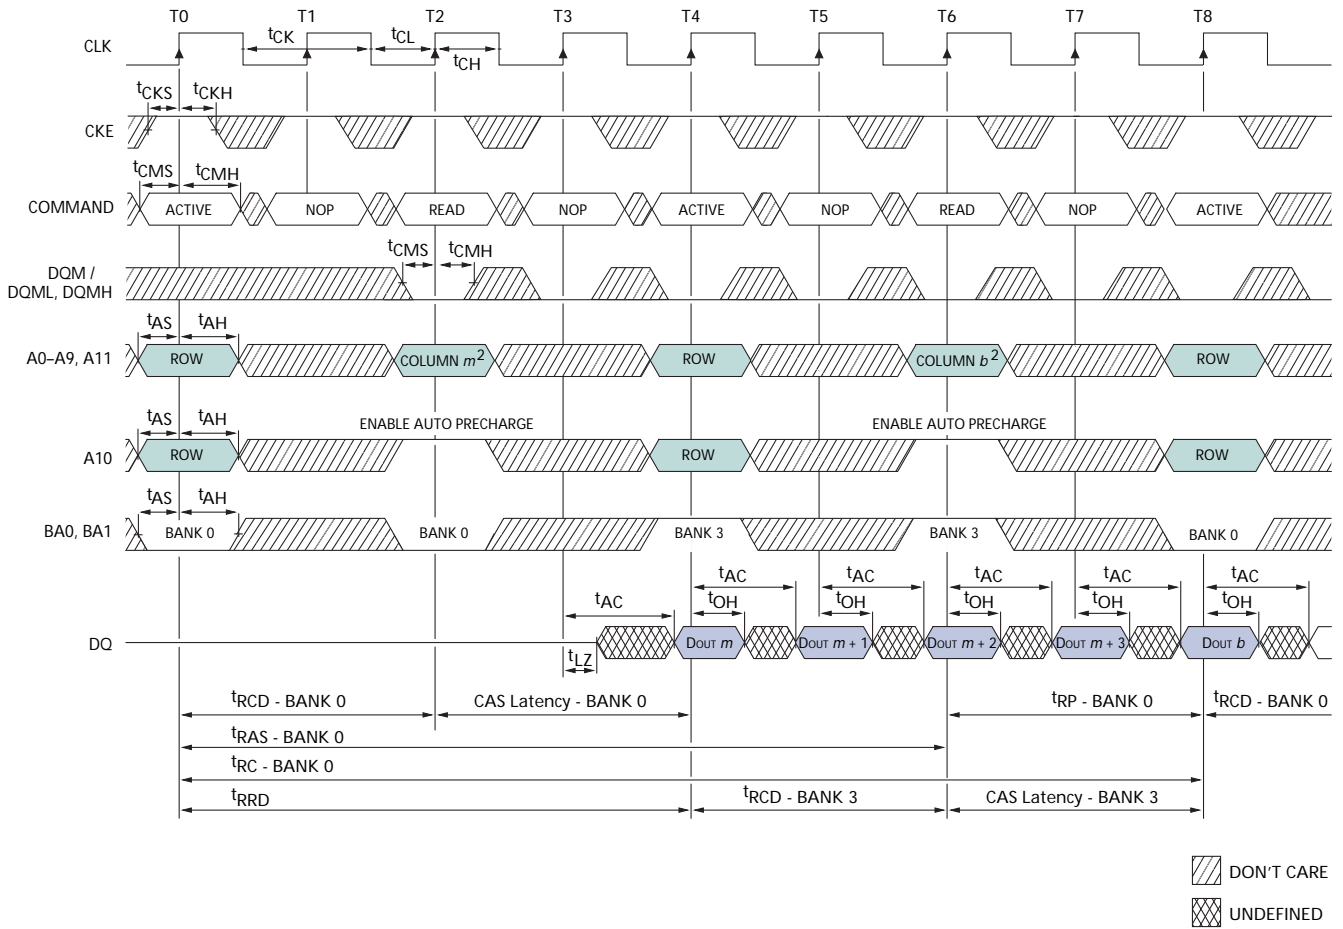 T0 T1 T2 T3 T4 T5 T6 T7 T8
CLK tCK tCL tCH
tCKS tCKH
CKE
tCMS tCMH
COMMAND ACTIVE NOP READ NOP ACTIVE NOP READ NOP ACTIVE
tCMS tCMH
DQM /
DQML, DQMH
tAS tAH
A0–A9, A11 ROW COLUMN m2 ROW COLUMN b2 ROW
tAS tAH ENABLE AUTO PRECHARGE ENABLE AUTO PRECHARGE
A10 ROW ROW ROW
tAS tAH
BA0, BA1 BANK 0 BANK 0 BANK 3 BANK 3 BANK 0
tAC tAC tAC tAC tAC tAC
tOH tOH tOH tOH tOH
DQ DOUT m DOUT m + 1 DOUT m + 2 DOUT m + 3 DOUT b
tLZ
tRCD - BANK 0 CAS Latency - BANK 0 tRP - BANK 0 tRCD - BANK 0
tRAS - BANK 0
tRC - BANK 0
tRRD tRCD - BANK 3 CAS Latency - BANK 3
DON'T CARE
UNDEFINED